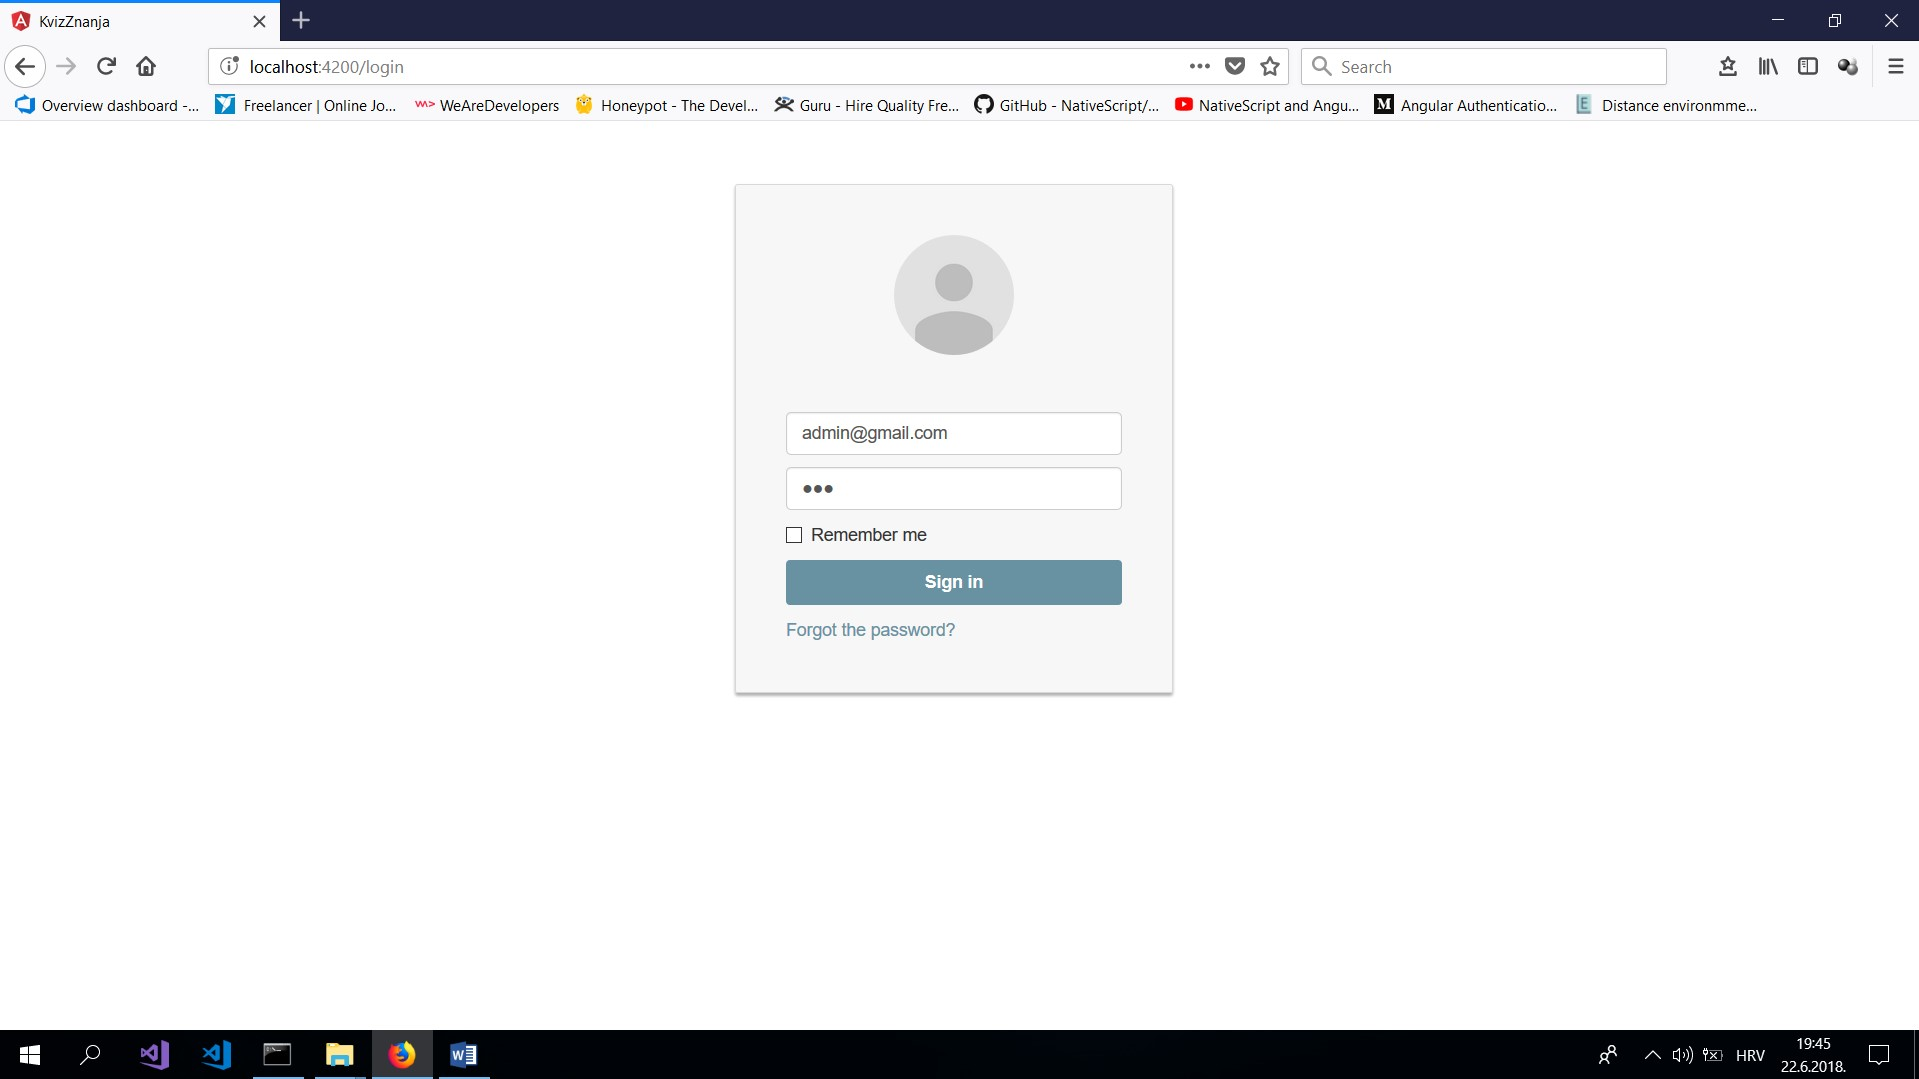 KvizZnanja
localhost:4200/login
Search
Overview dashboard -...
Freelancer | Online Jo...
WeAreDevelopers
Honeypot - The Devel...
Guru - Hire Quality Fre...
GitHub - NativeScript/...
NativeScript and Angu...
Angular Authenticatio...
Distance environmme...
admin@gmail.com
•••
Remember me
Sign in
Forgot the password?
HRV
19:45
22.6.2018.